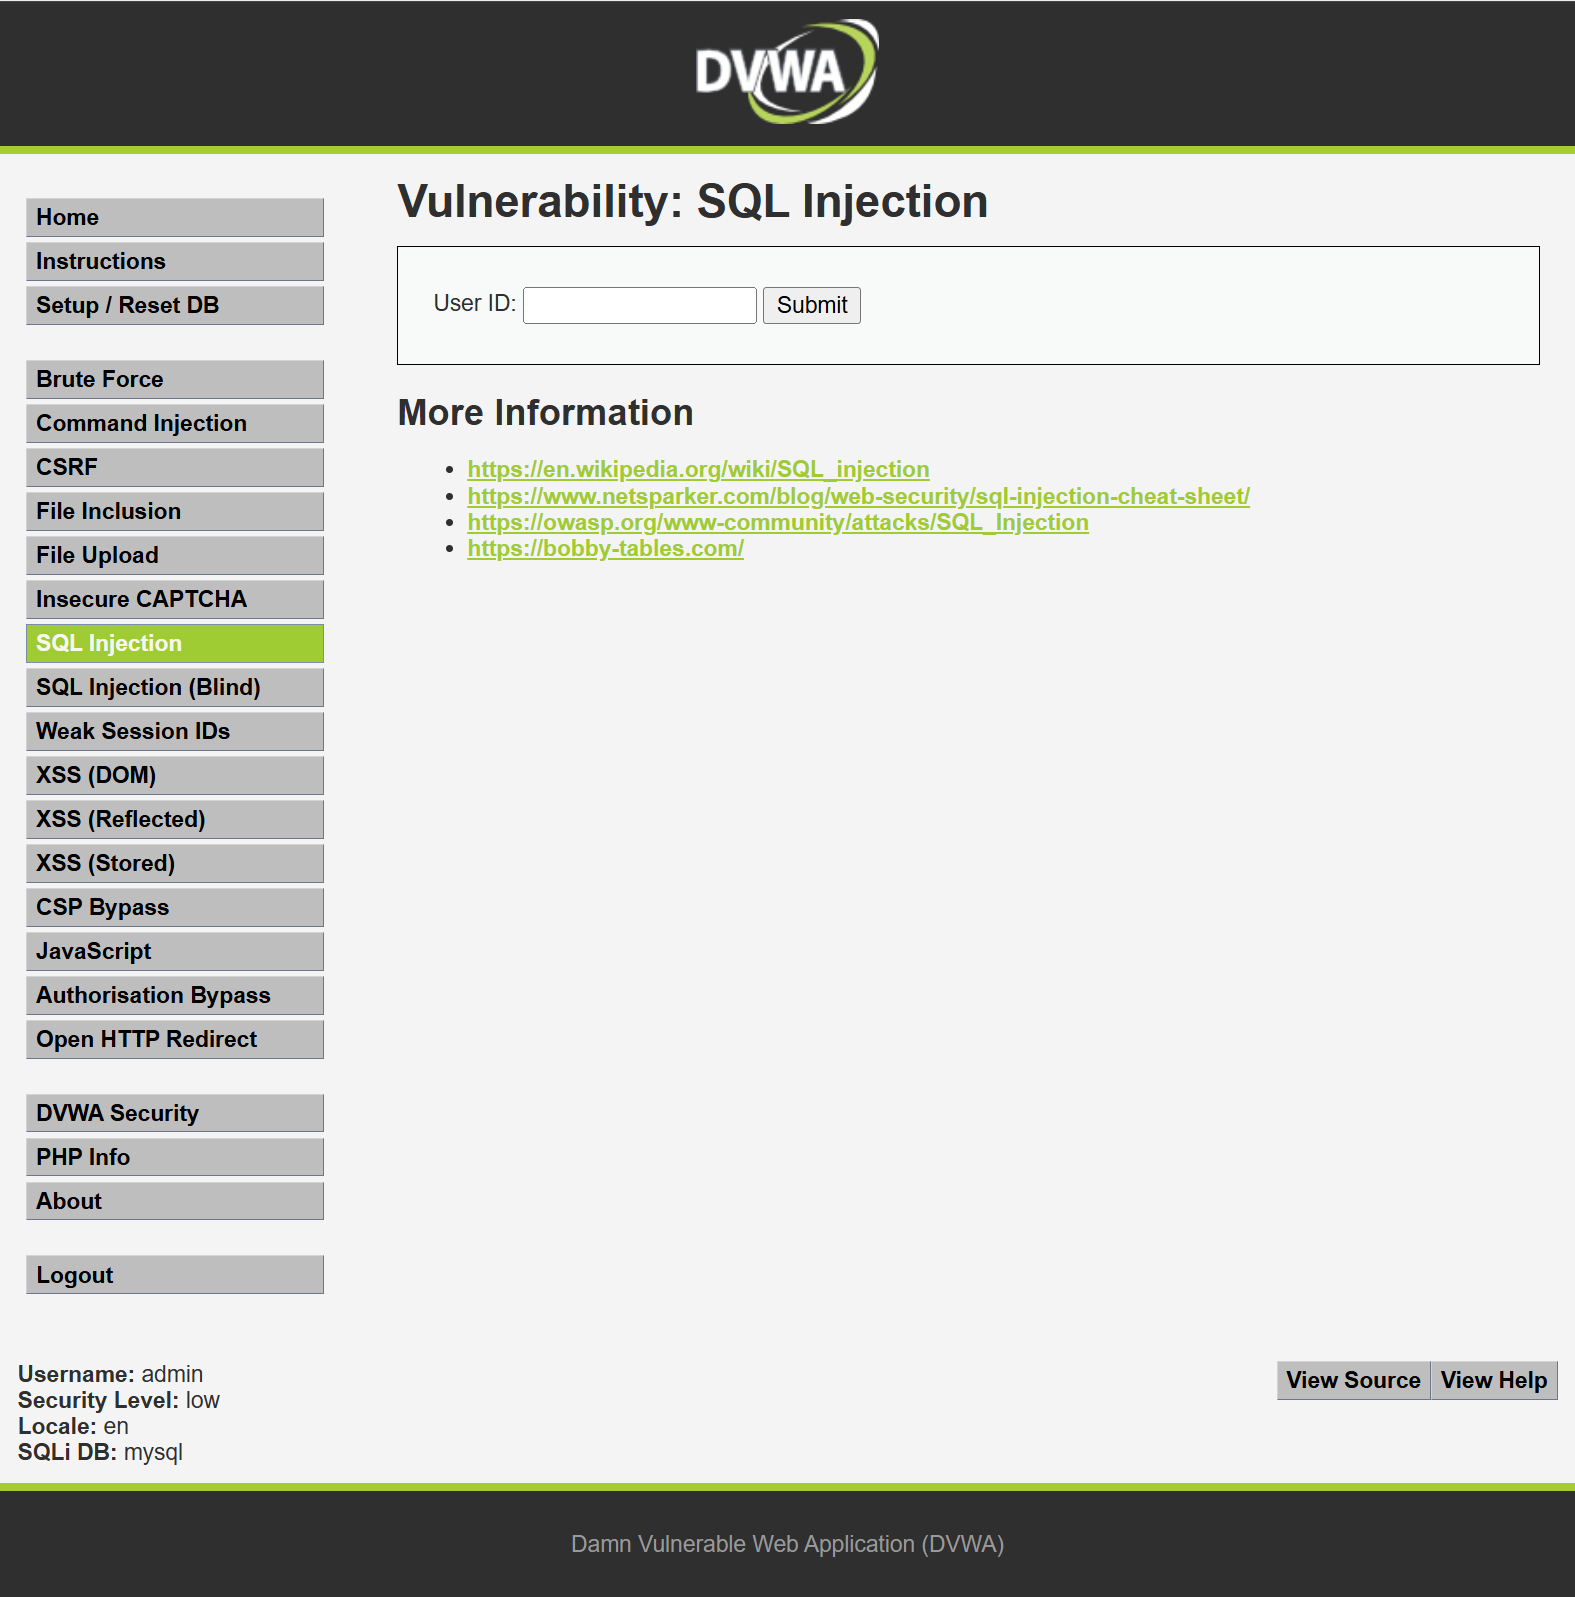 DVWA
Vulnerability: SQL Injection
Home
Instructions
Setup / Reset DB
Brute Force
Command Injection
CSRF
File Inclusion
File Upload
Insecure CAPTCHA
SQL Injection
SQL Injection (Blind)
Weak Session IDs
XSS (DOM)
XSS (Reflected)
XSS (Stored)
CSP Bypass
JavaScript
Authorisation Bypass
Open HTTP Redirect
DVWA Security
PHP Info
About
Logout
User ID: Submit
More Information
https://en.wikipedia.org/wiki/SQL_injection
https://www.netsparker.com/blog/web-security/sql-injection-cheat-sheet/
https://owasp.org/www-community/attacks/SQL_Injection
https://bobby-tables.com/
Username: admin
Security Level: low
Locale: en
SQLi DB: mysql
View Source View Help
Damn Vulnerable Web Application (DVWA)